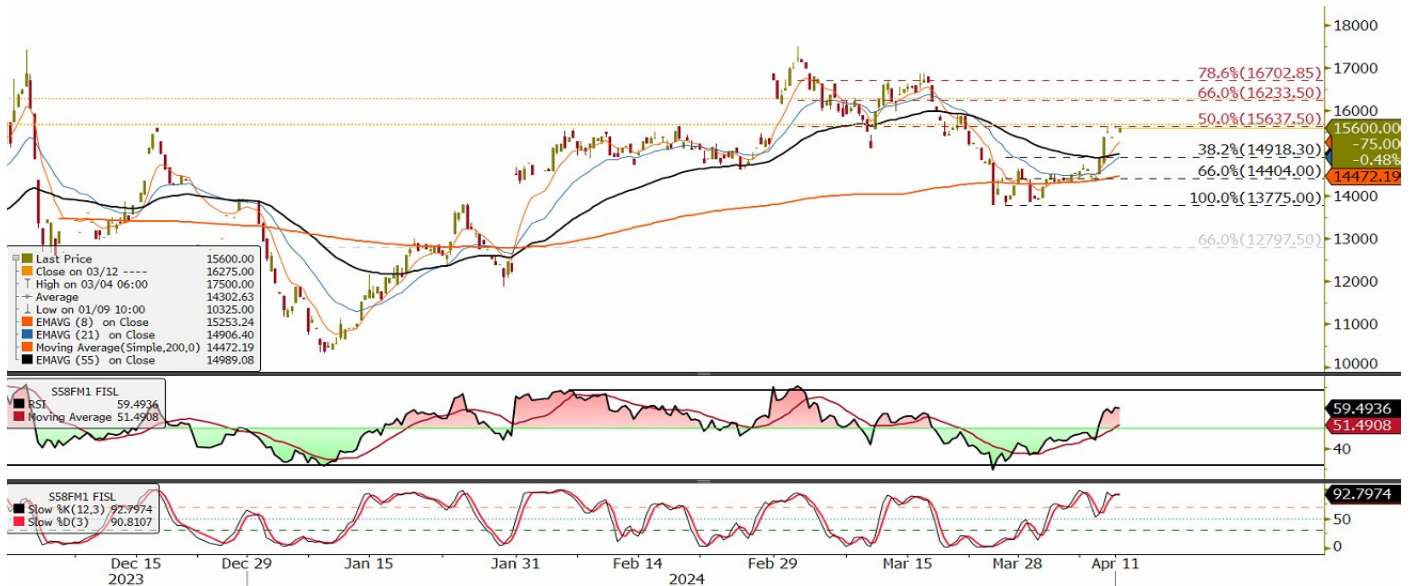 18000
17000
16000
14000
13000
12000
11000
10000
78.6%(16702.85)
66.0%(16233.50)
50.0%(15637.50)
38.2%(14918.30)
66.0%(14404.00)
100.0%(13775.00)
66.0%(12797.50)
15600.00
-75.00
-0.48%
14472.19
Last Price 15600.00
Close on 03/12 ---- 16275.00
High on 03/04 06:00 17500.00
Average 14302.63
Low on 01/09 10:00 10325.00
EMAVG (8) on Close 15253.24
EMAVG (21) on Close 14906.40
Moving Average(Simple,200,0) 14472.19
EMAVG (55) on Close 14989.08
S58FM1 FISL
RSI 59.4936
Moving Average 51.4908
59.4936
51.4908
40
S58FM1 FISL
Slow %K(12,3) 92.7974
Slow %D(3) 90.8107
92.7974
50
0
Dec 15 Dec 29 Jan 15 Jan 31 Feb 14 Feb 29 Mar 15 Mar 28 Apr 11
2023 2024